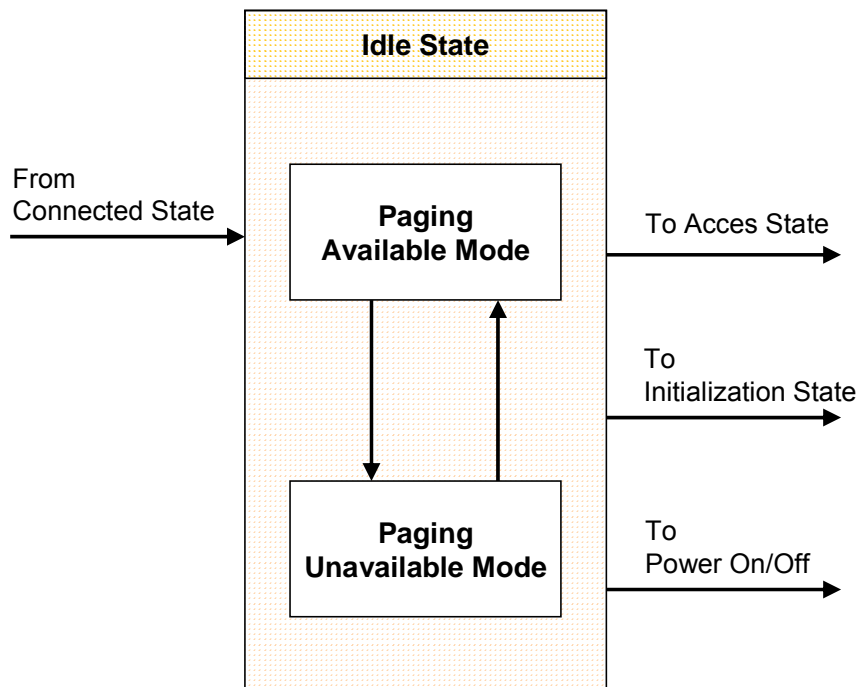 Idle State
From
Connected State
Paging
Available Mode
To Acces State
To
Initialization State
Paging
Unavailable Mode
To
Power On/Off